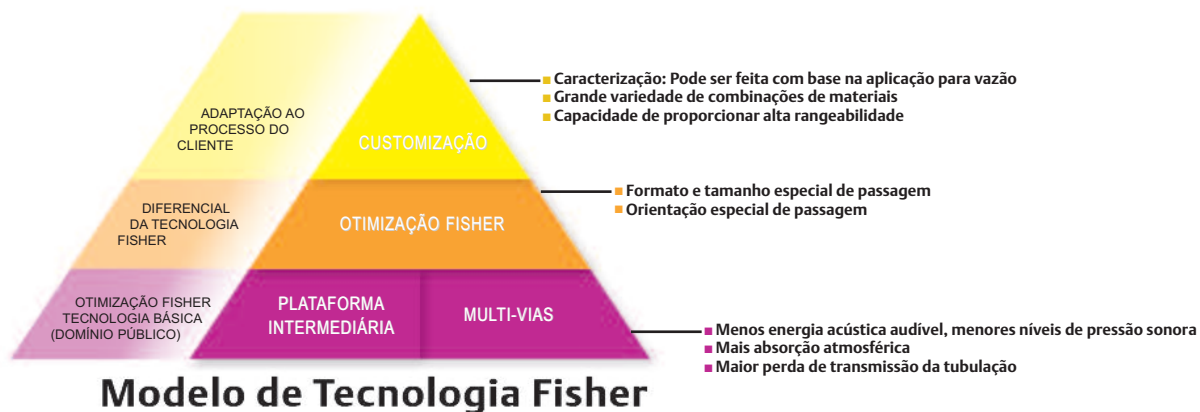 ADAPTAÇÃO AO
PROCESSO DO
CLIENTE
CUSTOMIZAÇÃO
■ Caracterização: Pode ser feita com base na aplicação para vazão
■ Grande variedade de combinações de materiais
■ Capacidade de proporcionar alta rangeabilidade
DIFERENCIAL
DA TECNOLOGIA
FISHER
OTIMIZAÇÃO FISHER
■ Formato e tamanho especial de passagem
■ Orientação especial de passagem
OTIMIZAÇÃO FISHER
TECNOLOGIA BÁSICA
(DOMÍNIO PÚBLICO)
PLATAFORMA
INTERMEDIÁRIA
MULTI-VIAS
■ Menos energia acústica audível, menores níveis de pressão sonora
■ Mais absorção atmosférica
■ Maior perda de transmissão da tubulação
Modelo de Tecnologia Fisher